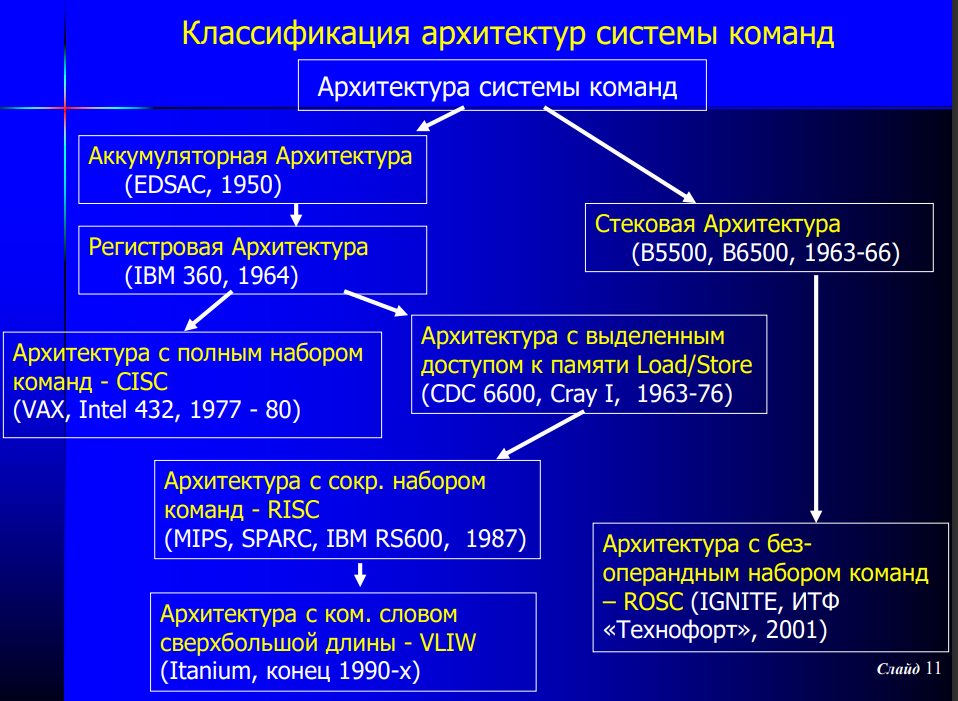 Классификация архитектур системы команд
Архитектура системы команд
Аккумуляторная Архитектура
(EDSAC, 1950)
Стековая Архитектура
(B5500, B6500, 1963-66)
Регистровая Архитектура
(IBM 360, 1964)
Архитектура с полным набором
команд - CISC
(VAX, Intel 432, 1977 - 80)
Архитектура с выделенным
доступом к памяти Load/Store
(CDC 6600, Cray I, 1963-76)
Архитектура с сокр. набором
команд - RISC
(MIPS, SPARC, IBM RS600, 1987)
Архитектура с ком. словом
сверхбольшой длины - VLIW
(Itanium, конец 1990-х)
Архитектура с без-
операндным набором команд
– ROSC (IGNITE, ИТФ
«Технофорт», 2001)
Слайд 11